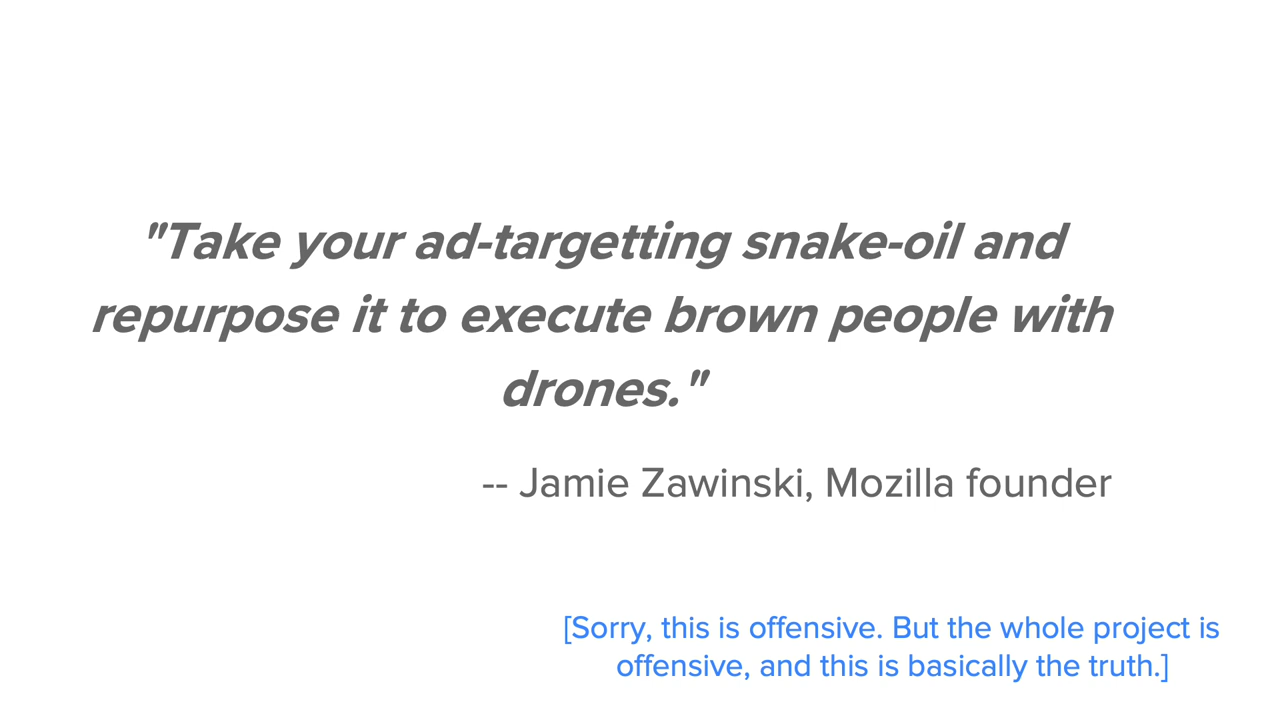 "Take your ad-targetting snake-oil and
repurpose it to execute brown people with
drones."
-- Jamie Zawinski, Mozilla founder
[Sorry, this is offensive. But the whole project is
offensive, and this is basically the truth.]